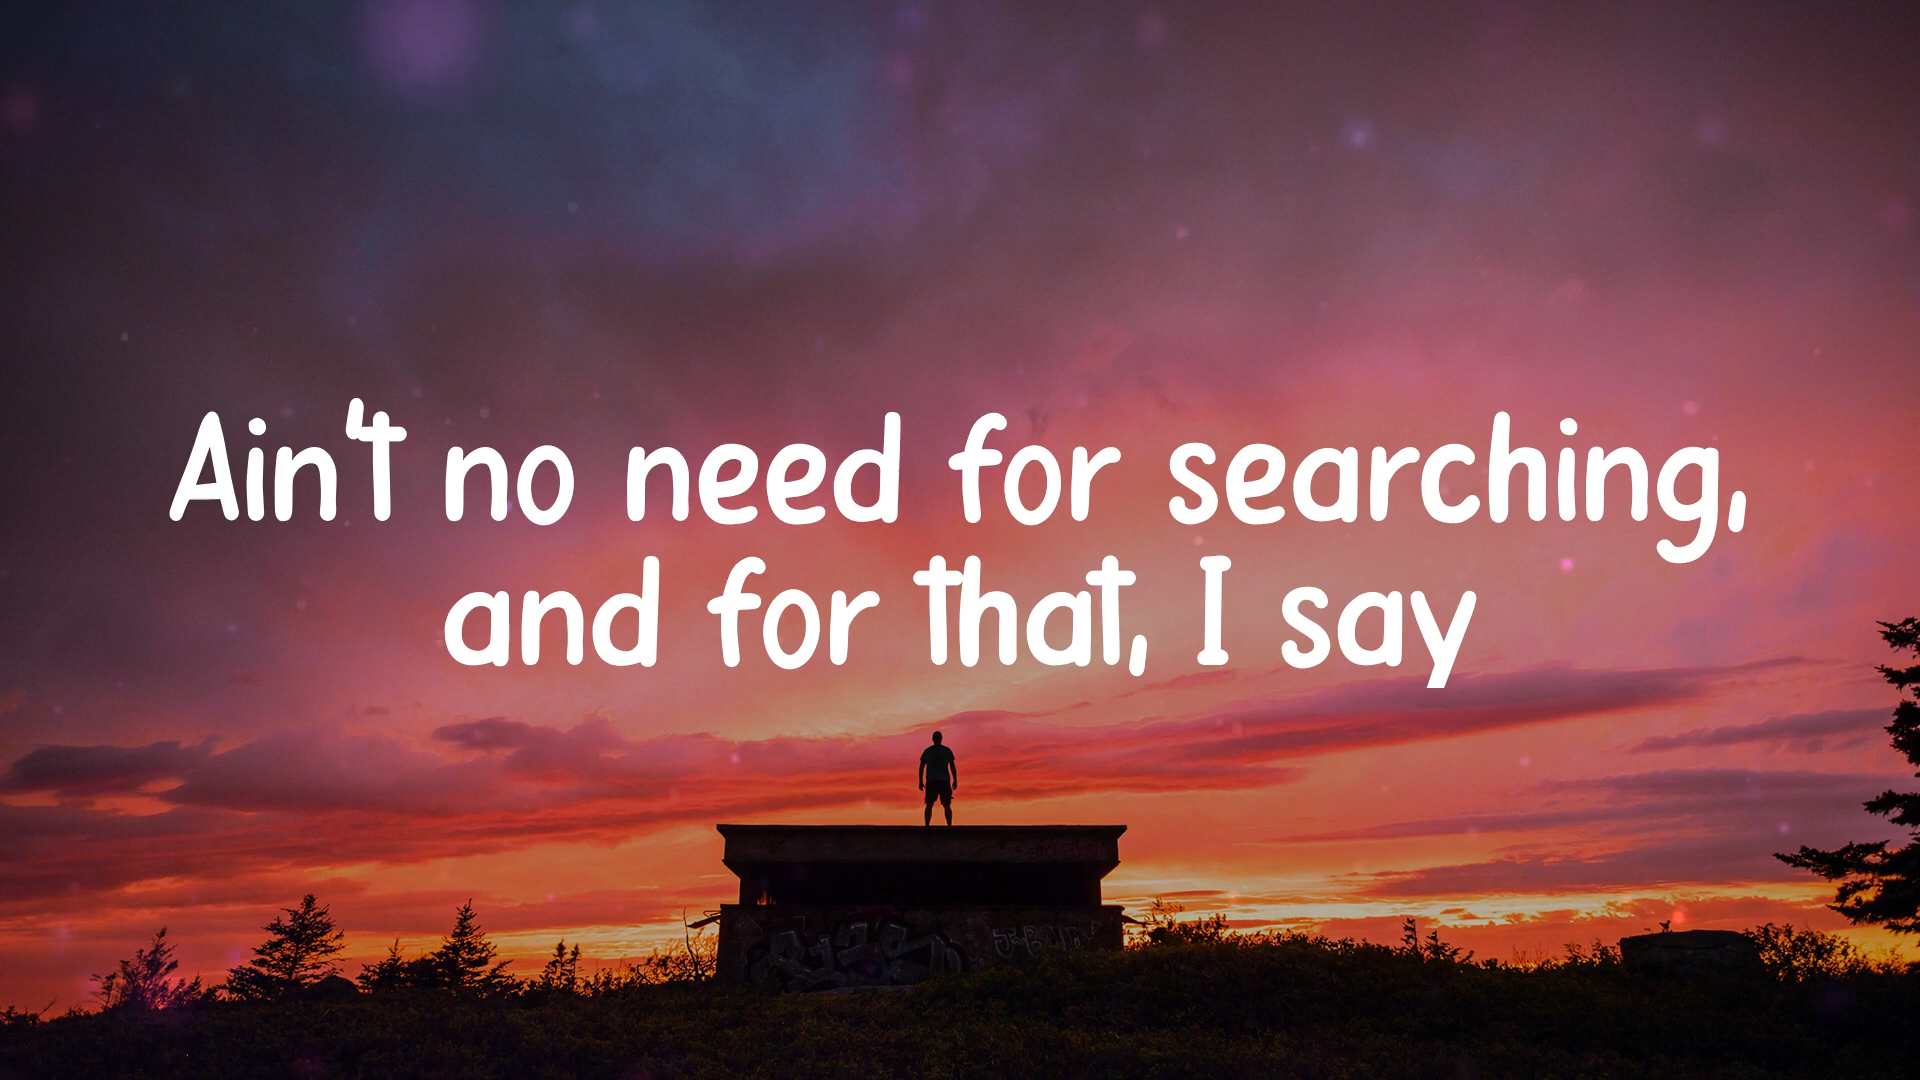 Ain't no need for searching,
and for that, I say